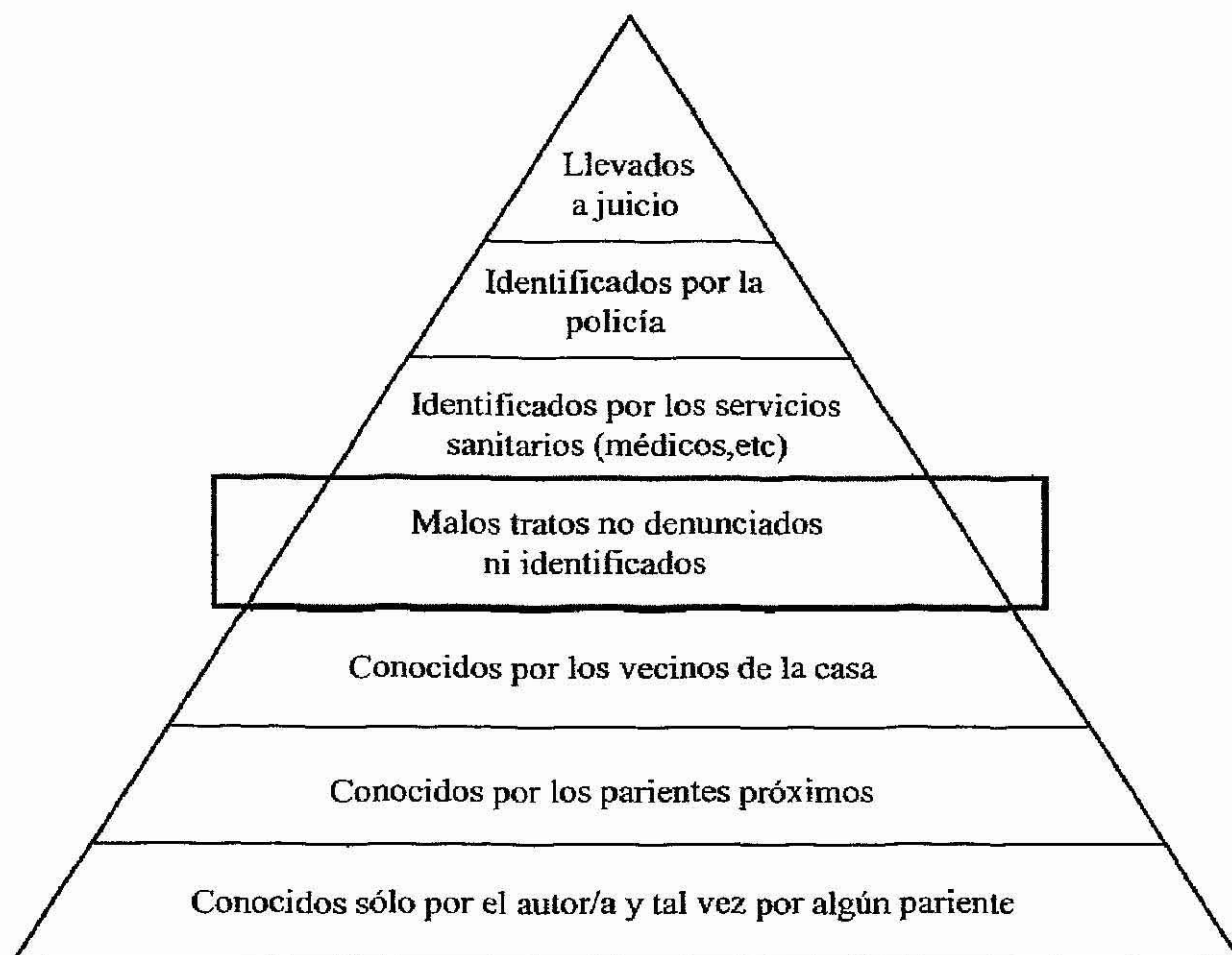 Llevados
a juicio
Identificados por la
policía
Identificados por los servicios
sanitarios (médicos,etc)
Malos tratos no denunciados
ni identificados
Conocidos por los vecinos de la casa
Conocidos por los parientes próximos
Conocidos sólo por el autor/a y tal vez por algún pariente